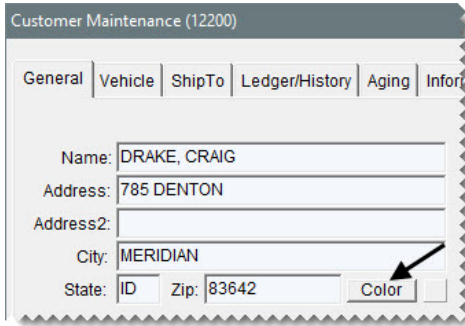 Customer Maintenance (12200)
General Vehicle ShipTo Ledger/History Aging
Name: DRAKE, CRAIG
Address: 785 DENTON
Address2:
City: MERIDIAN
State: ID Zip: 83642 Color